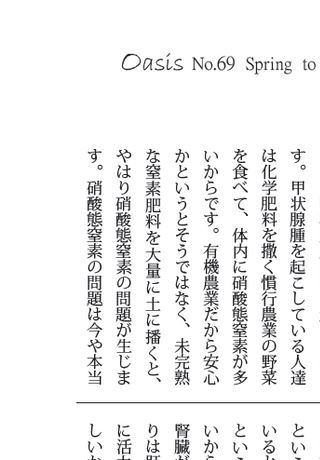 Oasis No.69 Spring to
す。甲状腺腫を起こしている人達
は化学肥料を撒く慣行農業の野菜
を食べて、体内に硝酸態窒素が多
いからです。有機農業だから安心
かというとそうではなく、未完熟
な窒素肥料を大量に土に播くと、
やはり硝酸態窒素の問題が生じま
す。硝酸態窒素の問題は今や本当
とい
いるか
とい
いから
腎臓が
りは肝
に活
しいか